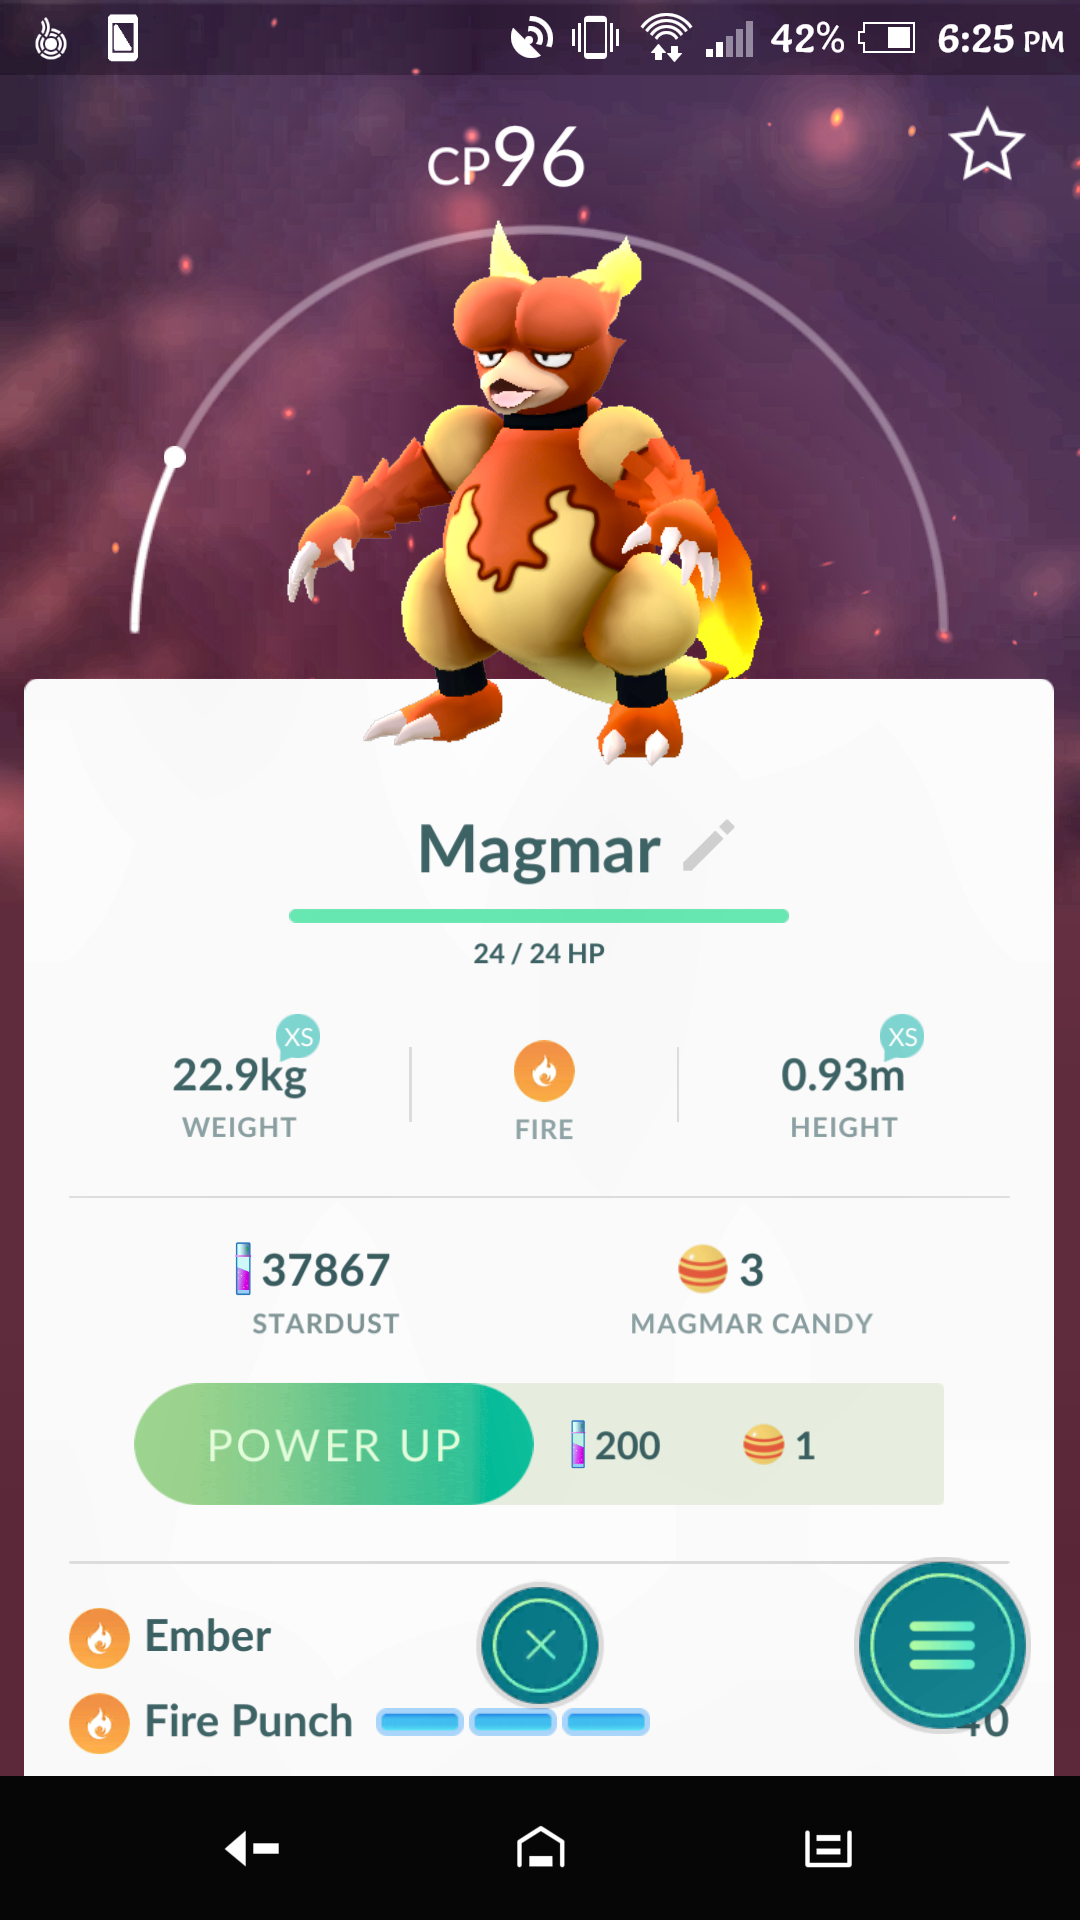 42% 6:25 PM
CP96
Magmar
24 / 24 HP
XS XS
22.9kg 0.93m
WEIGHT FIRE HEIGHT
37867 3
STARDUST MAGMAR CANDY
POWER UP 200 1
Ember
Fire Punch 40